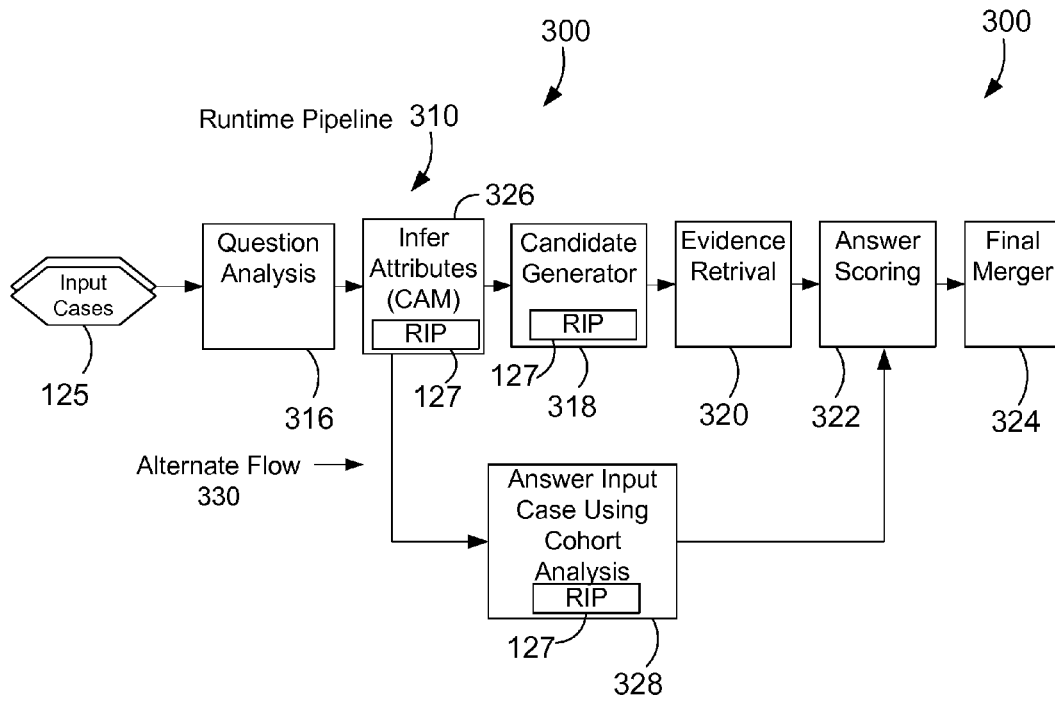 300
300
Runtime Pipeline 310
326
Question
Analysis
Infer
Attributes
(CAM)
RIP
Candidate
Generator
RIP
Evidence
Retrival
Answer
Scoring
Final
Merger
Input
Cases
125
316
127
127
318
320
322
324
Alternate Flow
330
Answer Input
Case Using
Cohort
Analysis
RIP
127
328